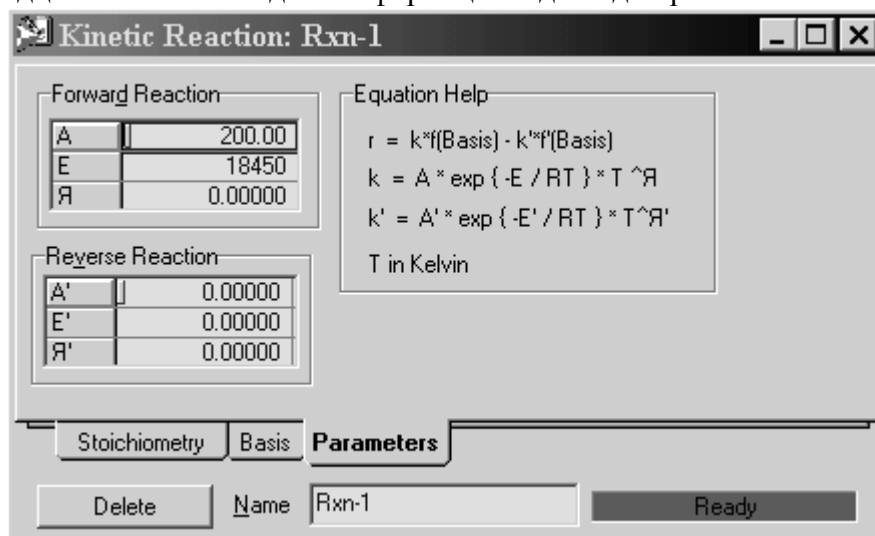 Kinetic Reaction: Rxn-1
Forward Reaction
A 200.00
E 18450
Я 0.00000
Reverse Reaction
A' 0.00000
E' 0.00000
Я' 0.00000
Equation Help
r = k*f(Basis) - k'*f'(Basis)
k = A * exp { -E / RT } * T ^Я
k' = A' * exp { -E' / RT } * T^Я'
T in Kelvin
Stoichiometry Basis Parameters
Delete Name Rxn-1 Ready